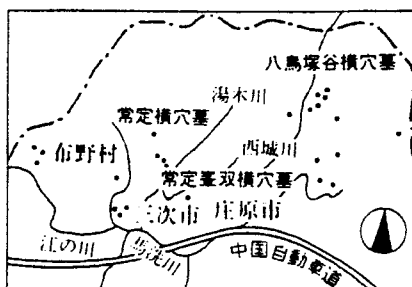 八鳥塚谷横穴墓
湯木川
常定横穴墓
布野村
西城川
常定峯双横穴墓
三次市
庄原市
江の川
馬洗川
中国自動車道